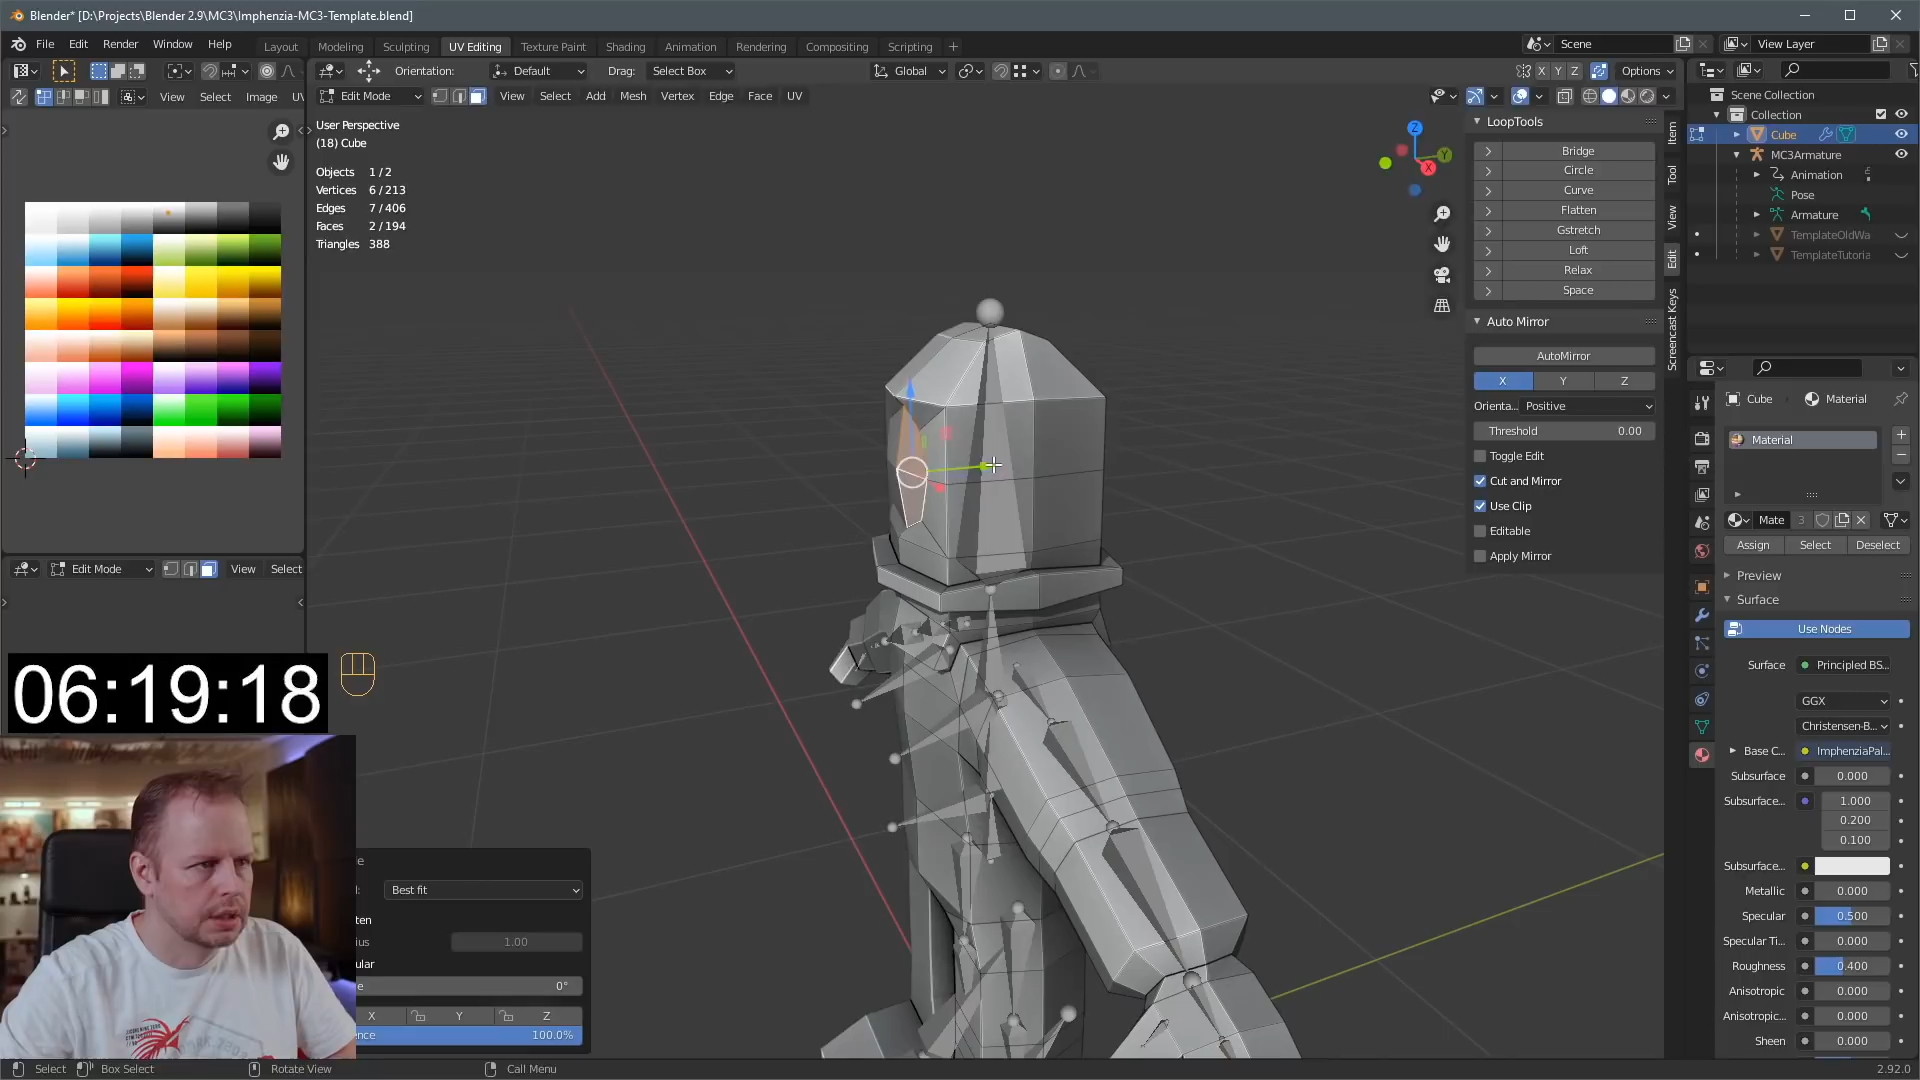 Blender* [D:\Projects\Blender 2.9\MC3\Imphenzia-MC3-Template.blend]
File Edit Render Window Help
Layout Modeling Sculpting UV Editing Texture Paint Shading Animation Rendering Compositing Scripting +
Scene
View Layer
Orientation: Default Drag: Select Box
Global
X Y Z
Options
View Select Image UV
Edit Mode View Select Add Mesh Vertex Edge Face UV
User Perspective
(18) Cube
Objects 1 / 2
Vertices 6 / 213
Edges 7 / 406
Faces 2 / 194
Triangles 388
Z
Y
X
LoopTools
Bridge
Circle
Curve
Flatten
Gstretch
Loft
Relax
Space
Auto Mirror
AutoMirror
X Y Z
Orienta... Positive
Threshold 0.00
Toggle Edit
Cut and Mirror
Use Clip
Editable
Apply Mirror
Item
Tool
View
Edit
Screencast Keys
Scene Collection
Collection
Cube
MC3Armature
Animation
Pose
Armature
TemplateOldWa
TemplateTutoria
Cube Material
Material
Mate 3
Assign Select Deselect
Preview
Surface
Use Nodes
Surface Principled BS...
GGX
Christensen-B...
Base C... ImphenziaPal...
Subsurface 0.000
Subsurface... 1.000
0.200
0.100
Subsurface...
Metallic 0.000
Specular 0.500
Specular Ti... 0.000
Roughness 0.400
Anisotropic 0.000
Anisotropic... 0.000
Sheen 0.000
Edit Mode View Select
06:19:18
Best fit
1.00
0°
X Y Z
100.0%
Select Box Select Rotate View Call Menu
2.92.0